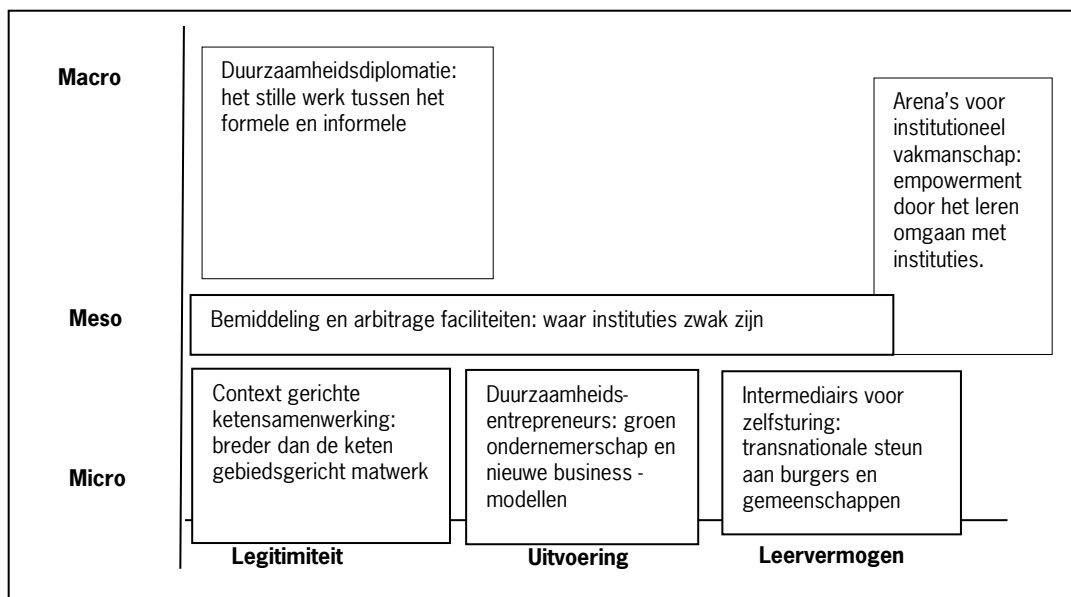 Macro
Duurzaamheidsdiplomatie:
het stille werk tussen het
formele en informele
Arena's voor
institutioneel
vakmanschap:
empowerment
door het leren
omgaan met
instituties.
Meso
Bemiddeling en arbitrage faciliteiten: waar instituties zwak zijn
Micro
Context gerichte
ketensamenwerking:
breder dan de keten
gebiedsgericht matwerk
Duurzaamheids-
entrepreneurs: groen
ondernemerschap en
nieuwe business -
modellen
Intermediairs voor
zelfsturing:
transnationale steun
aan burgers en
gemeenschappen
Legitimiteit
Uitvoering
Leervermogen